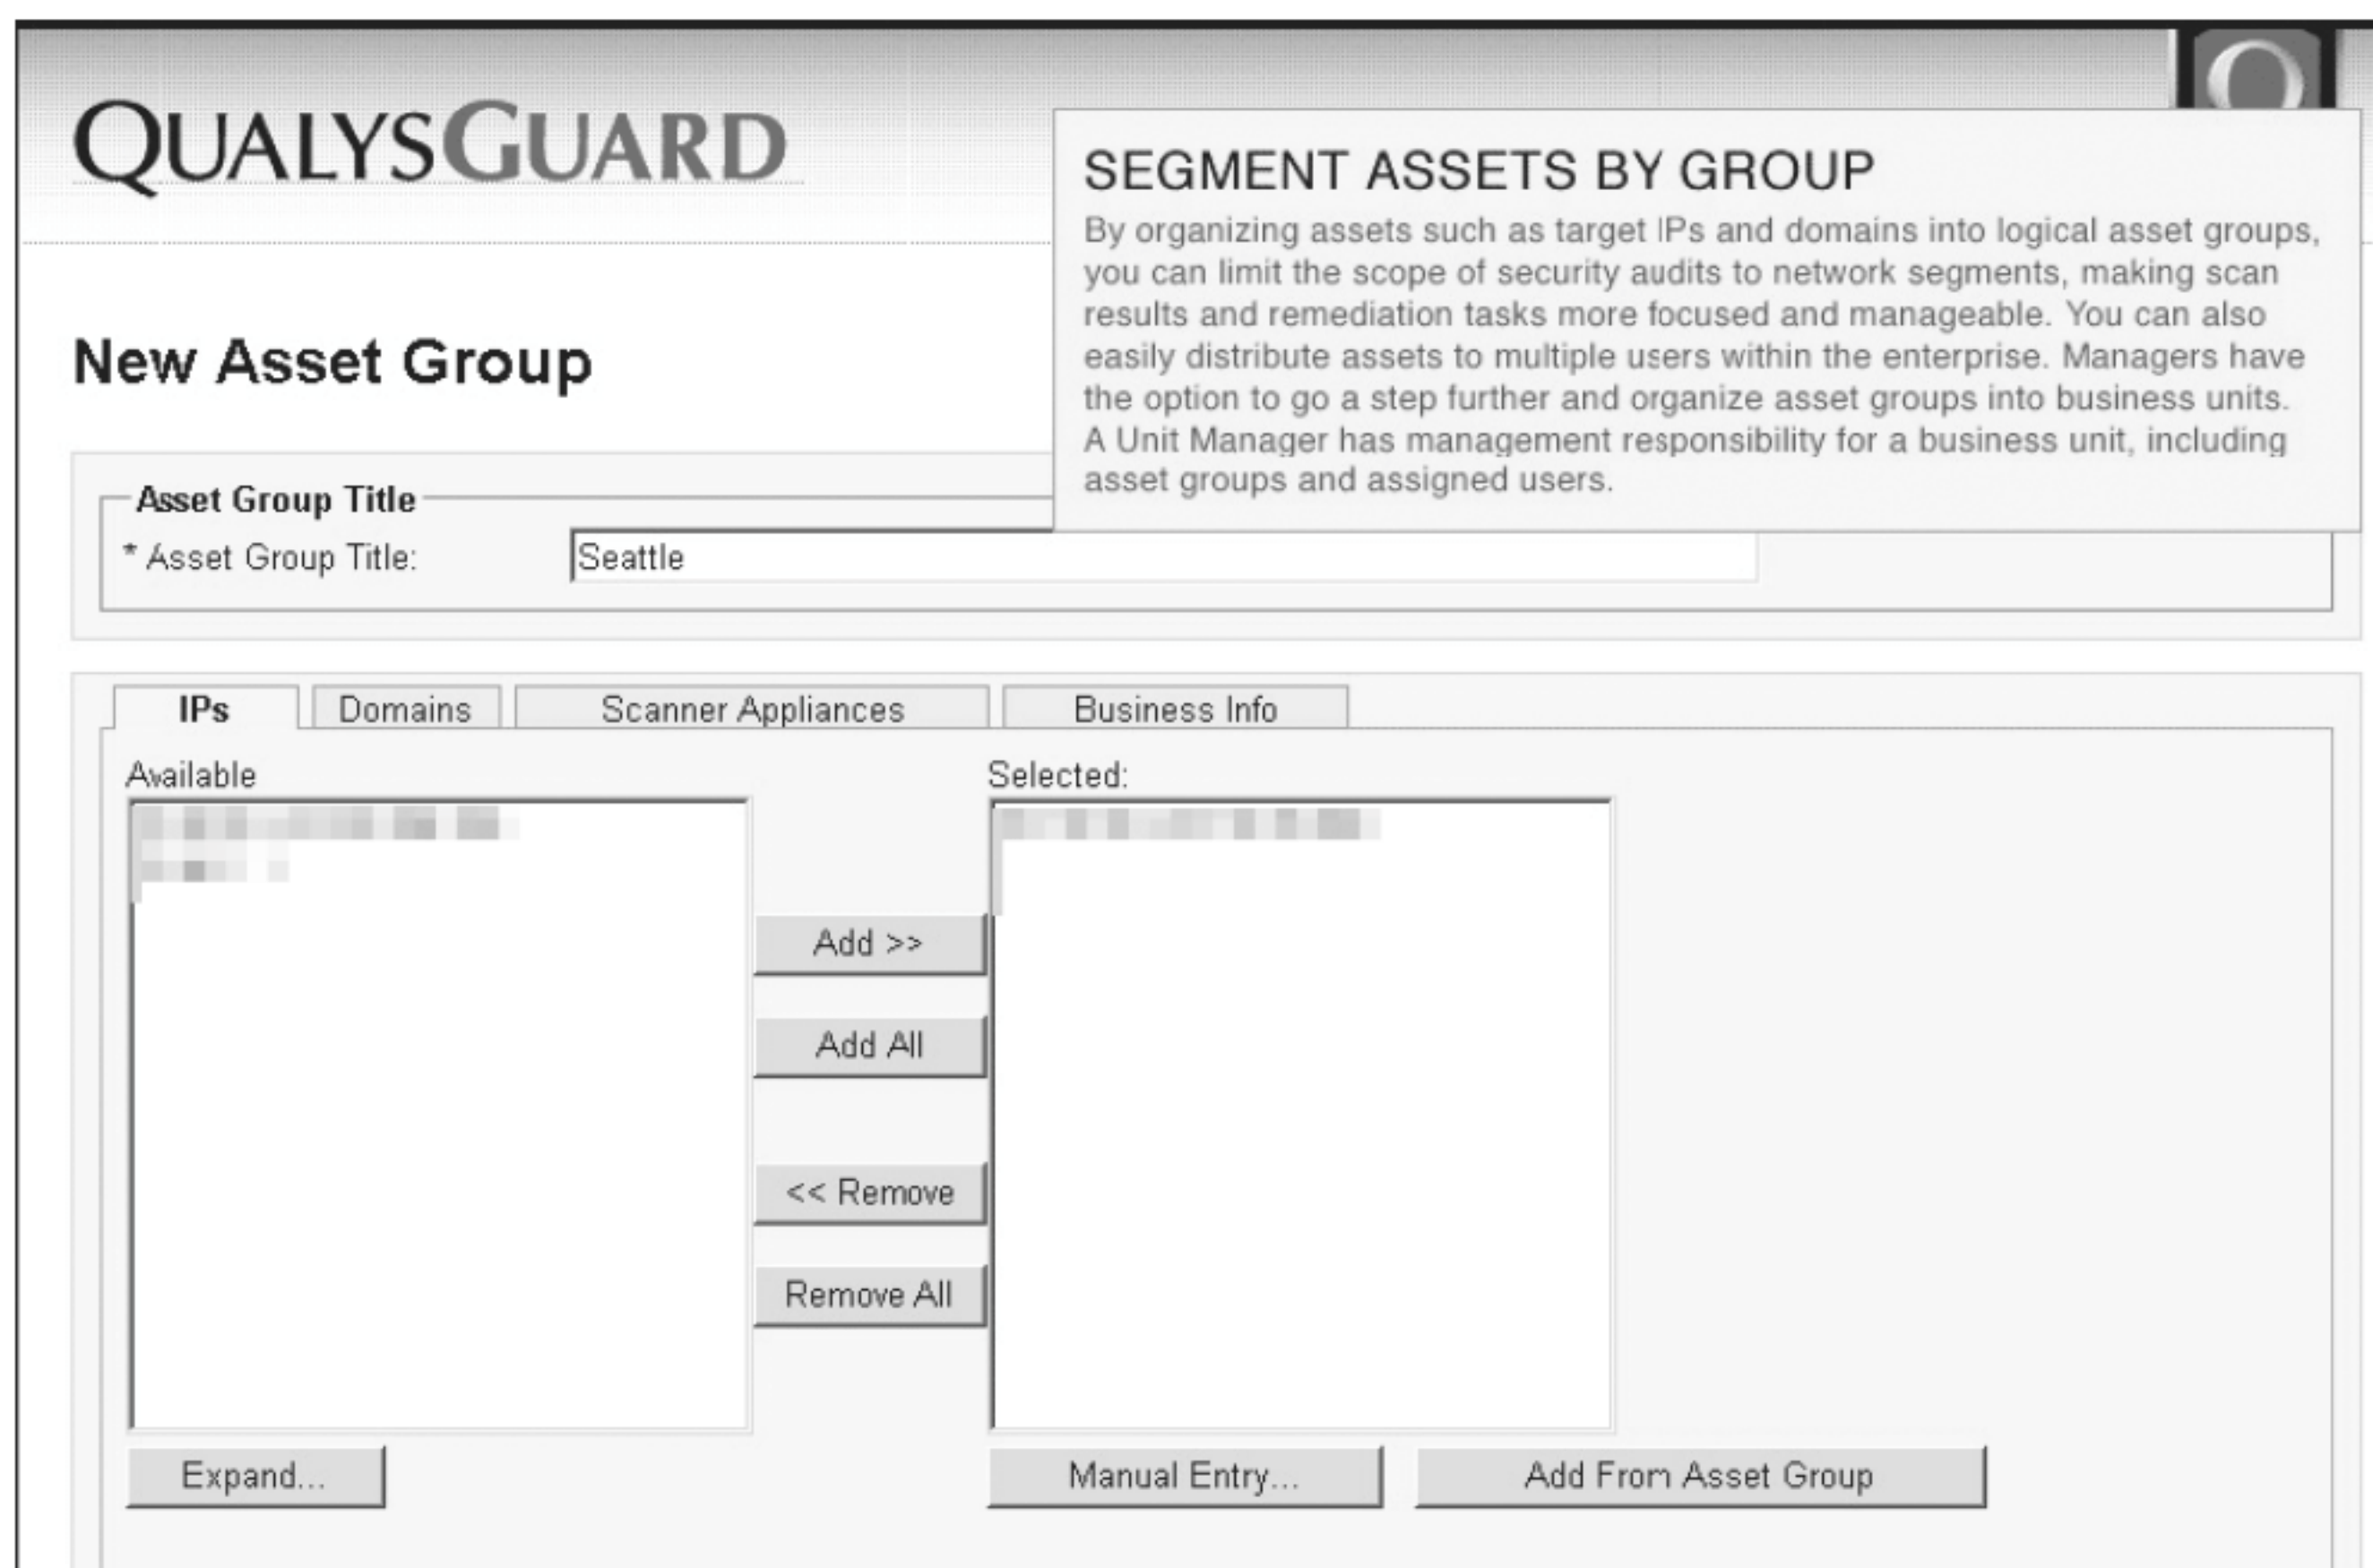 QUALYSGUARD
SEGMENT ASSETS BY GROUP
By organizing assets such as target IPs and domains into logical asset groups,
you can limit the scope of security audits to network segments, making scan
results and remediation tasks more focused and manageable. You can also
easily distribute assets to multiple users within the enterprise. Managers have
the option to go a step further and organize asset groups into business units.
A Unit Manager has management responsibility for a business unit, including
asset groups and assigned users.
New Asset Group
Asset Group Title
* Asset Group Title: Seattle
IPs Domains Scanner Appliances Business Info
Available Selected:
Add >>
Add All
<< Remove
Remove All
Expand... Manual Entry... Add From Asset Group